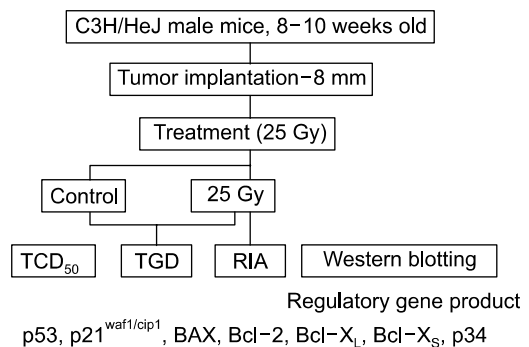 C3H/HeJ male mice, 8−10 weeks old
Tumor implantation−8 mm
Treatment (25 Gy)
Control 25 Gy
TCD50 TGD RIA Western blotting
Regulatory gene product
p53, p21waf1/cip1, BAX, Bcl−2, Bcl−XL, Bcl−XS, p34